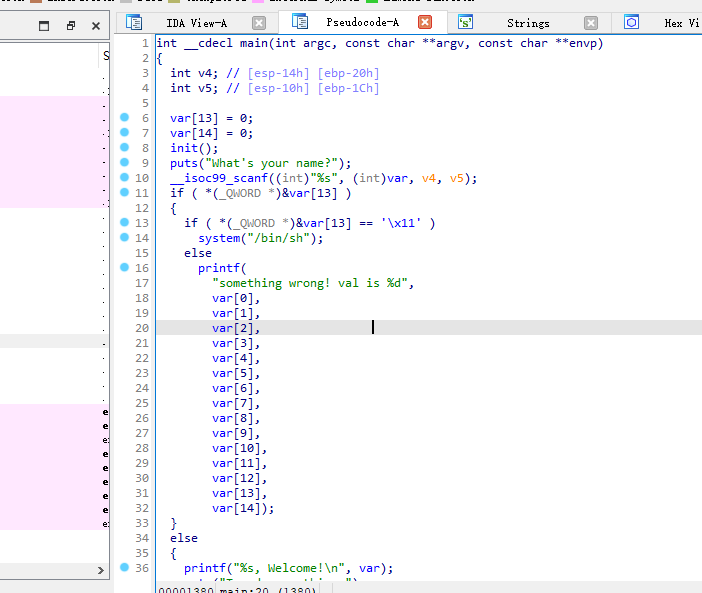 IDA View-A
Pseudocode-A
Strings
Hex Vi
1 int __cdecl main(int argc, const char **argv, const char **envp)
2 {
3 int v4; // [esp-14h] [ebp-20h]
4 int v5; // [esp-10h] [ebp-1Ch]
5
6 var[13] = 0;
7 var[14] = 0;
8 init();
9 puts("What's your name?");
10 __isoc99_scanf((int)"%s", (int)var, v4, v5);
11 if ( *(_QWORD *)&var[13] )
12 {
13 if ( *(_QWORD *)&var[13] == '\x11' )
14 system("/bin/sh");
15 else
16 printf(
17 "something wrong! val is %d",
18 var[0],
19 var[1],
20 var[2],
21 var[3],
22 var[4],
23 var[5],
24 var[6],
25 var[7],
26 var[8],
27 var[9],
28 var[10],
29 var[11],
30 var[12],
31 var[13],
32 var[14]);
33 }
34 else
35 {
36 printf("%s, Welcome!\n", var);
00001380 main:20 (1380)